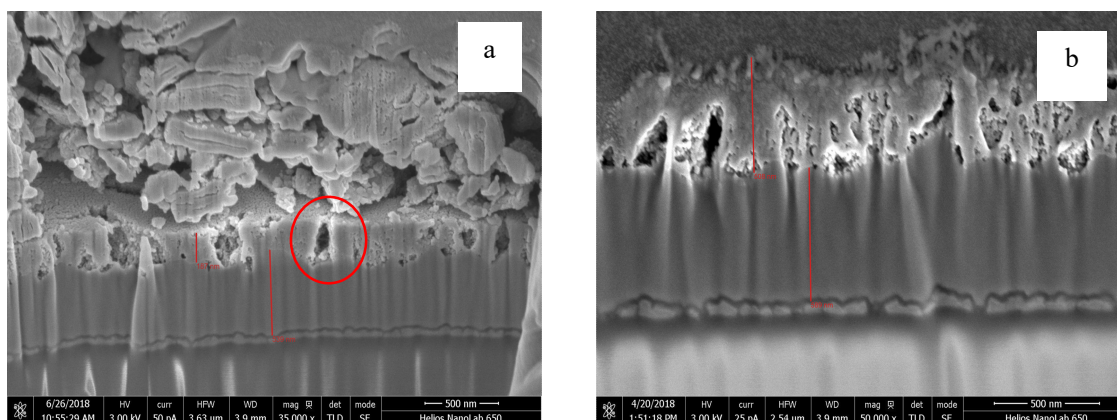 a
b
6/26/2018 HV curr HFW WD mag det mode 500 nm
10:55:29 AM 3.00 kV 50 pA 3.63 µm 3.9 mm 35 000 x TLD SE Helios NanoLab 650
4/20/2018 HV curr HFW WD mag det mode 500 nm
1:51:18 PM 3.00 kV 25 pA 2.54 µm 3.9 mm 50 000 x TLD SE Helios NanoLab 650